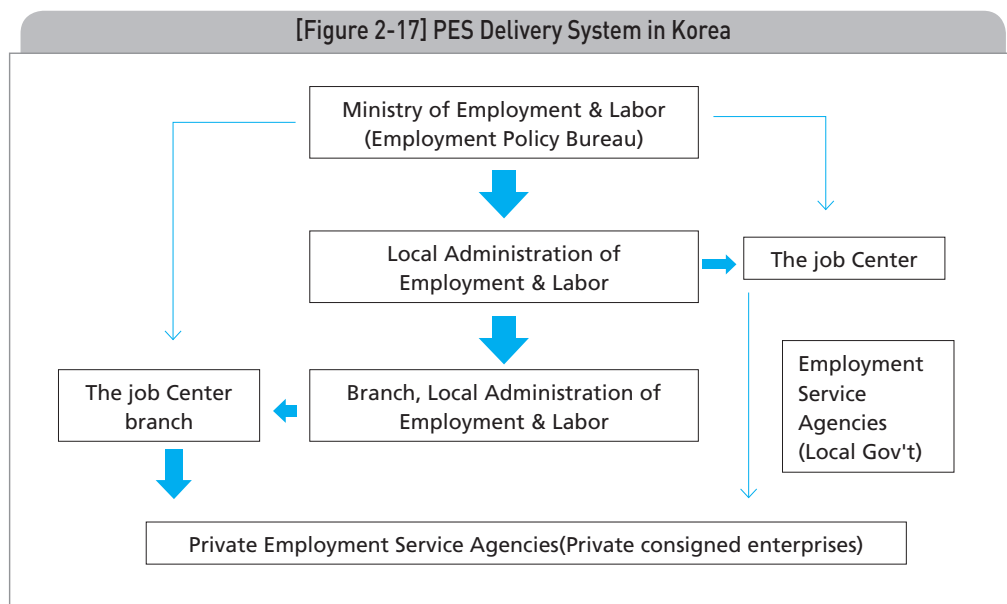 [Figure 2-17] PES Delivery System in Korea
Ministry of Employment & Labor
(Employment Policy Bureau)
Local Administration of
Employment & Labor
The job Center
Employment
Service
Agencies
(Local Gov't)
The job Center
branch
Branch, Local Administration of
Employment & Labor
Private Employment Service Agencies(Private consigned enterprises)